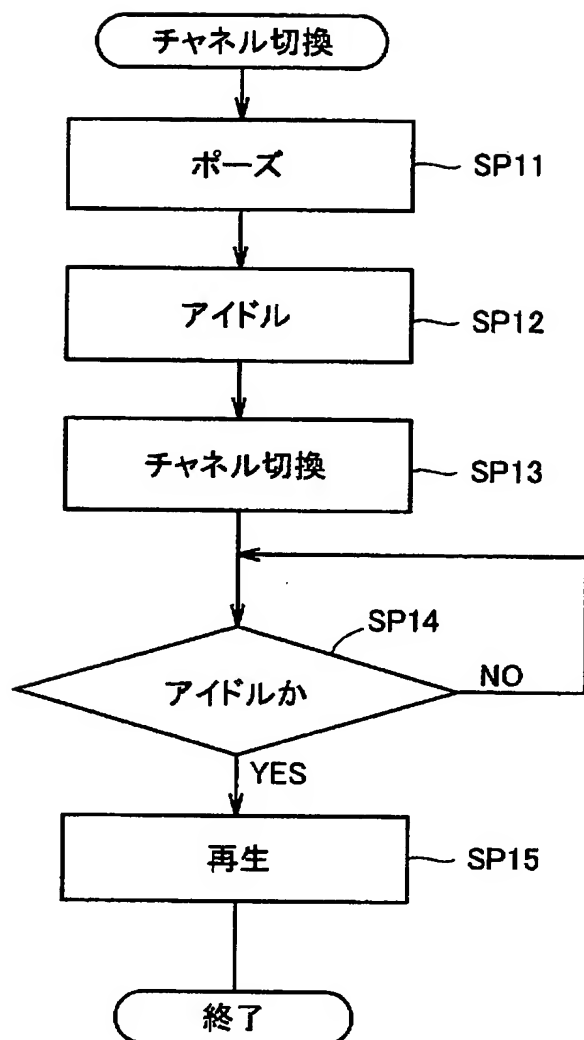 チャネル切換
ポーズ
SP11
アイドル
SP12
チャネル切換
SP13
SP14
アイドルか
NO
YES
再生
SP15
終了